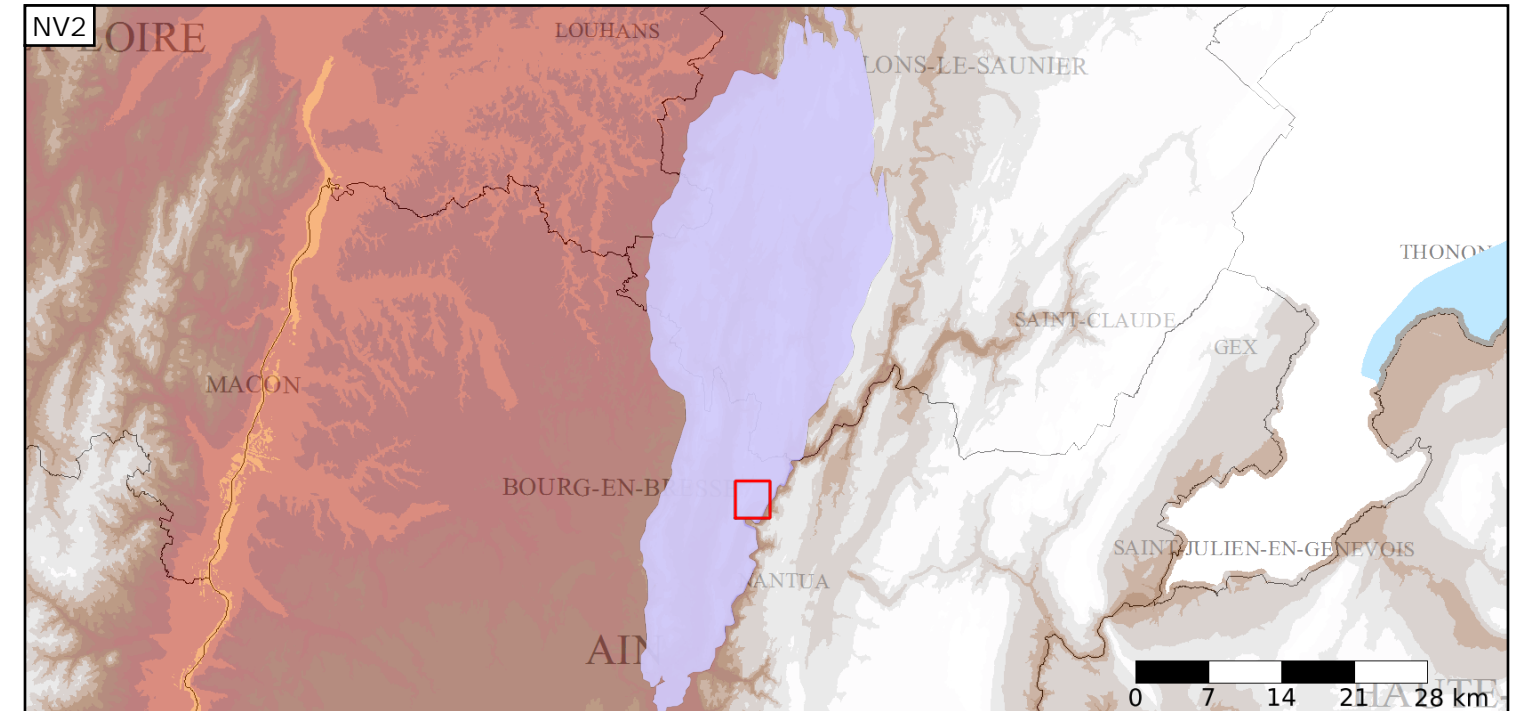 NV2
LOIRE
LOUHANS
LONS-LE-SAUNIER
THONON
SAINT-CLAUDE
GEX
MACON
BOURG-EN-BRESSE
SAINT-JULIEN-EN-GENEVOIS
NANTUA
AIN
HAUTE-
0 7 14 21 28 km